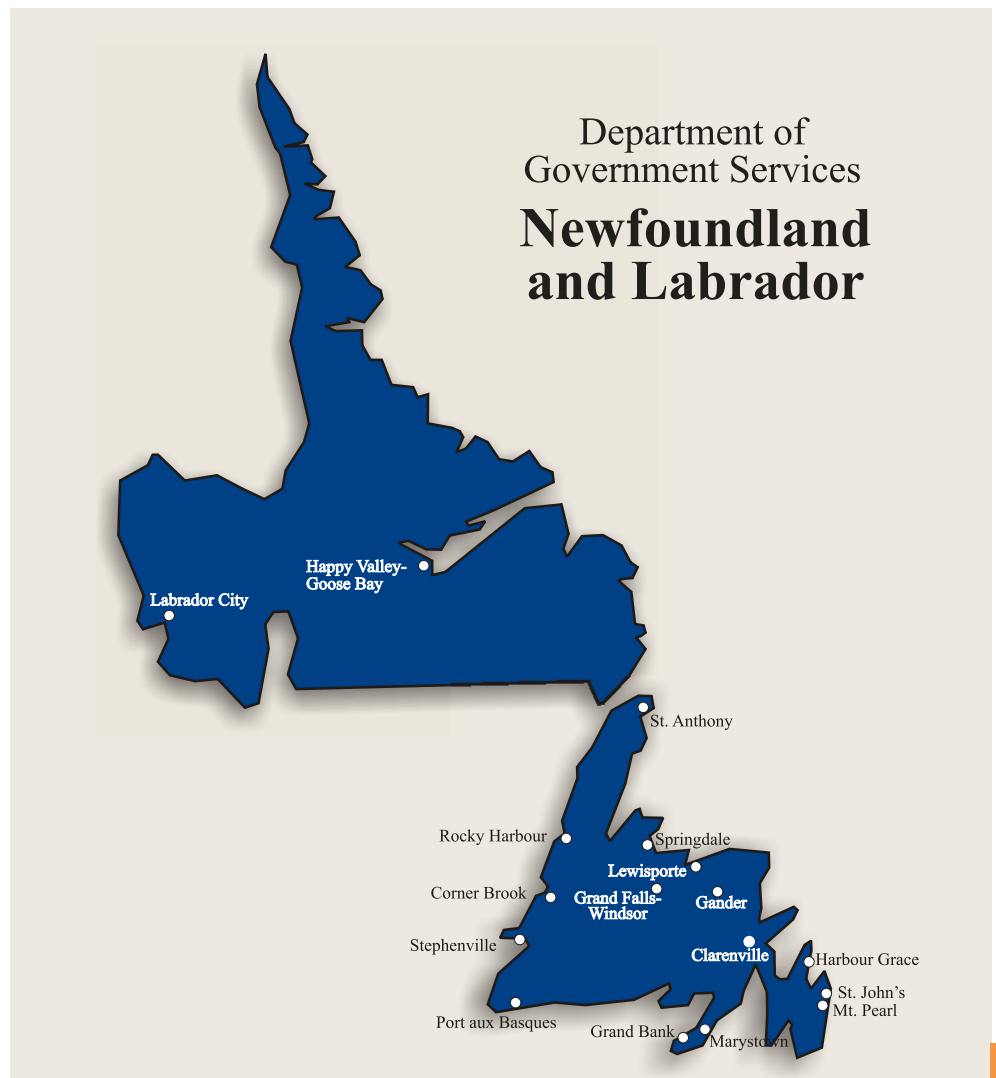 Department of
Government Services
Newfoundland
and Labrador
Happy Valley-
Goose Bay
Labrador City
St. Anthony
Rocky Harbour
Springdale
Lewisporte
Corner Brook
Grand Falls-
Windsor
Gander
Stephenville
Clarenville
Harbour Grace
St. John's
Mt. Pearl
Port aux Basques
Grand Bank
Marystown